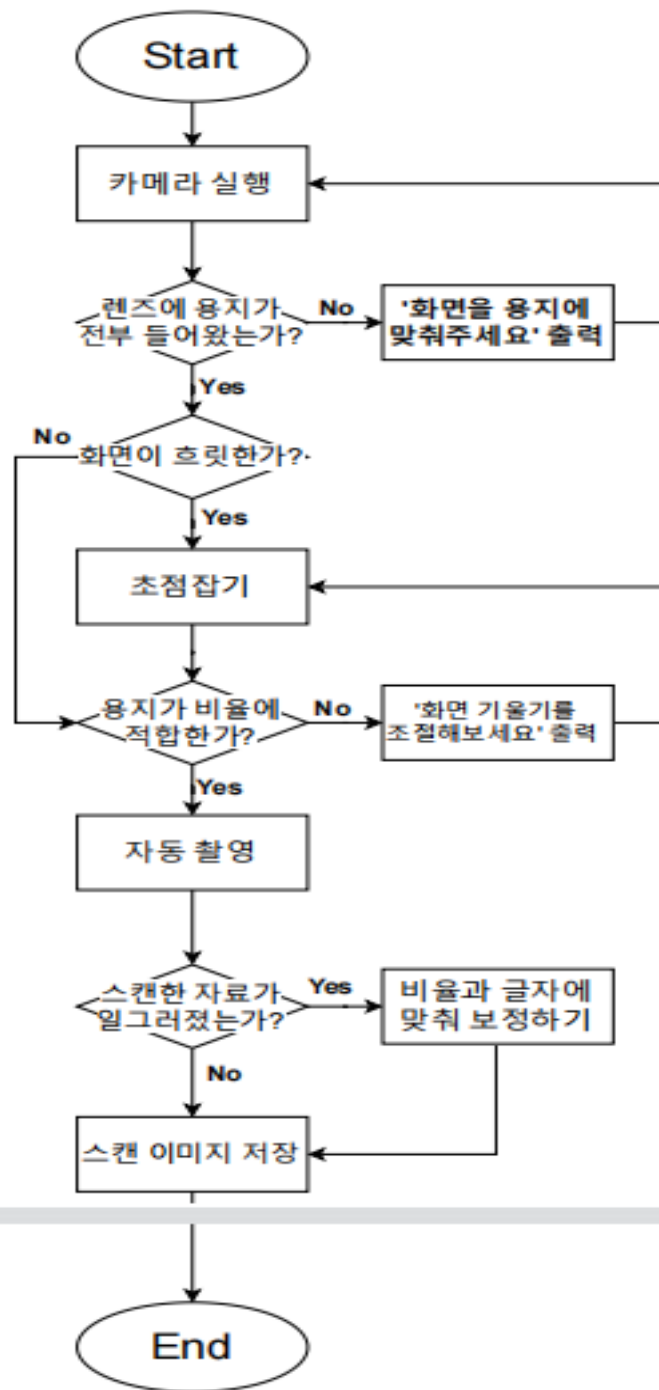 Start
카메라 실행
렌즈에 용지가
전부 들어왔는가?
No
'화면을 용지에
맞춰주세요' 출력
Yes
No
화면이 흐릿한가?
Yes
초점잡기
용지가 비율에
적합한가?
No
'화면 기울기를
조절해보세요' 출력
Yes
자동 촬영
스캔한 자료가
일그러졌는가?
Yes
비율과 글자에
맞춰 보정하기
No
스캔 이미지 저장
End